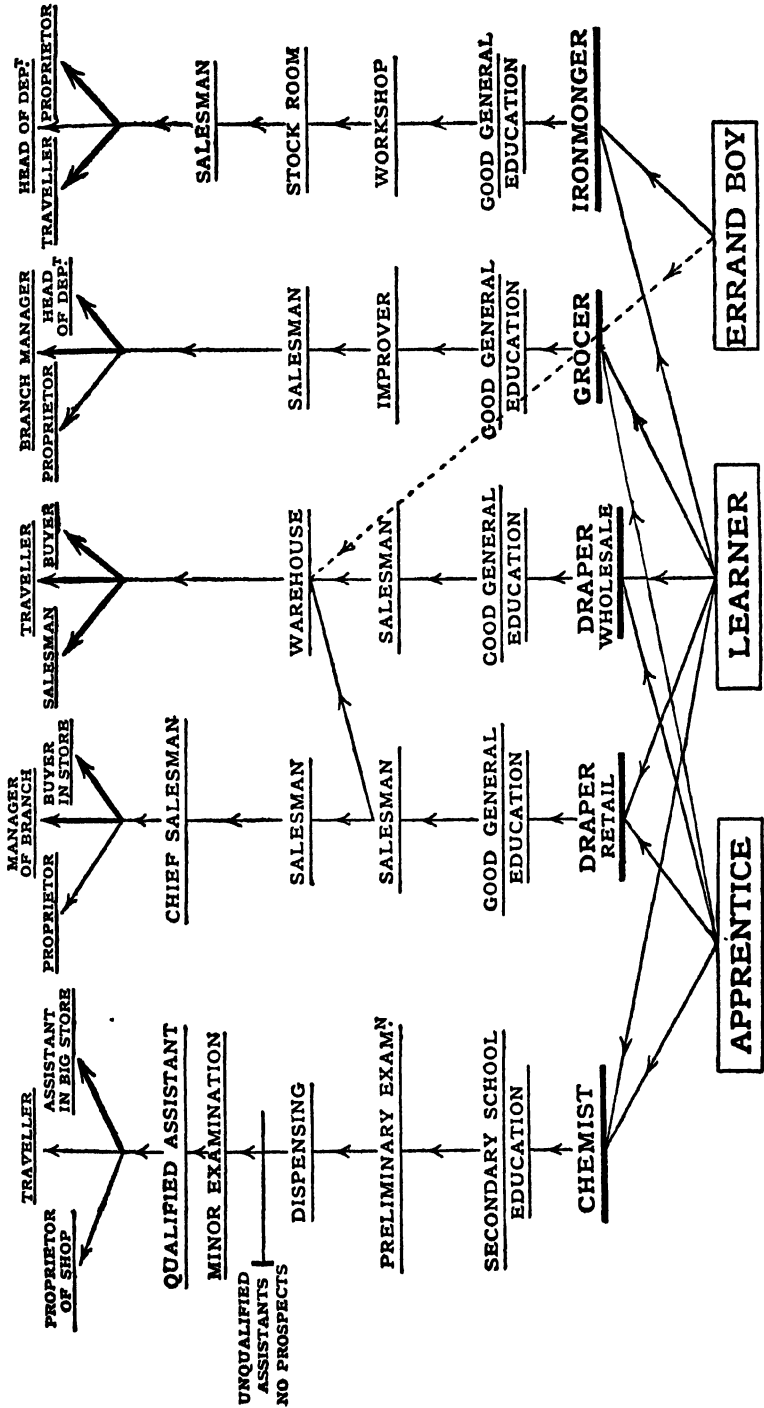 PROPRIETOR
OF SHOP
TRAVELLER
ASSISTANT
IN BIG STORE
QUALIFIED ASSISTANT
MINOR EXAMINATION
UNQUALIFIED
ASSISTANTS
NO PROSPECTS
DISPENSING
PRELIMINARY EXAMN.
SECONDARY SCHOOL
EDUCATION
CHEMIST
PROPRIETOR
MANAGER
OF BRANCH
BUYER
IN STORE
CHIEF SALESMAN
SALESMAN
SALESMAN
GOOD GENERAL
EDUCATION
DRAPER
RETAIL
SALESMAN
TRAVELLER
BUYER
WAREHOUSE
SALESMAN
GOOD GENERAL
EDUCATION
DRAPER
WHOLESALE
PROPRIETOR
BRANCH MANAGER
HEAD
OF DEPT.
SALESMAN
IMPROVER
GOOD GENERAL
EDUCATION
GROCER
TRAVELLER
HEAD OF DEPT.
PROPRIETOR
SALESMAN
STOCK ROOM
WORKSHOP
GOOD GENERAL
EDUCATION
IRONMONGER
APPRENTICE
LEARNER
ERRAND BOY